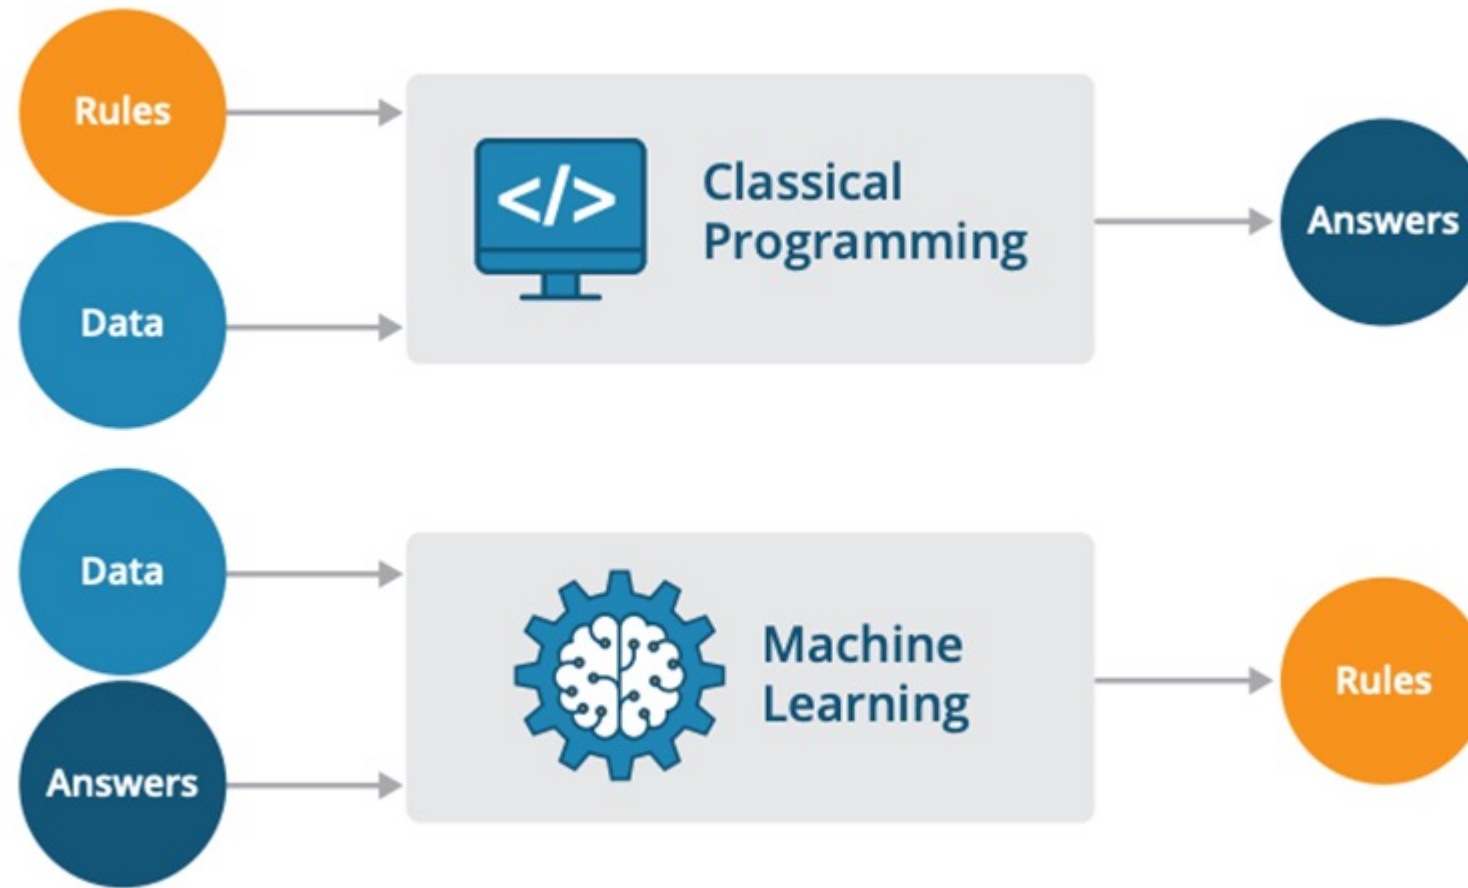 Rules
Data
</>
Classical
Programming
Answers
Data
Answers
Machine
Learning
Rules